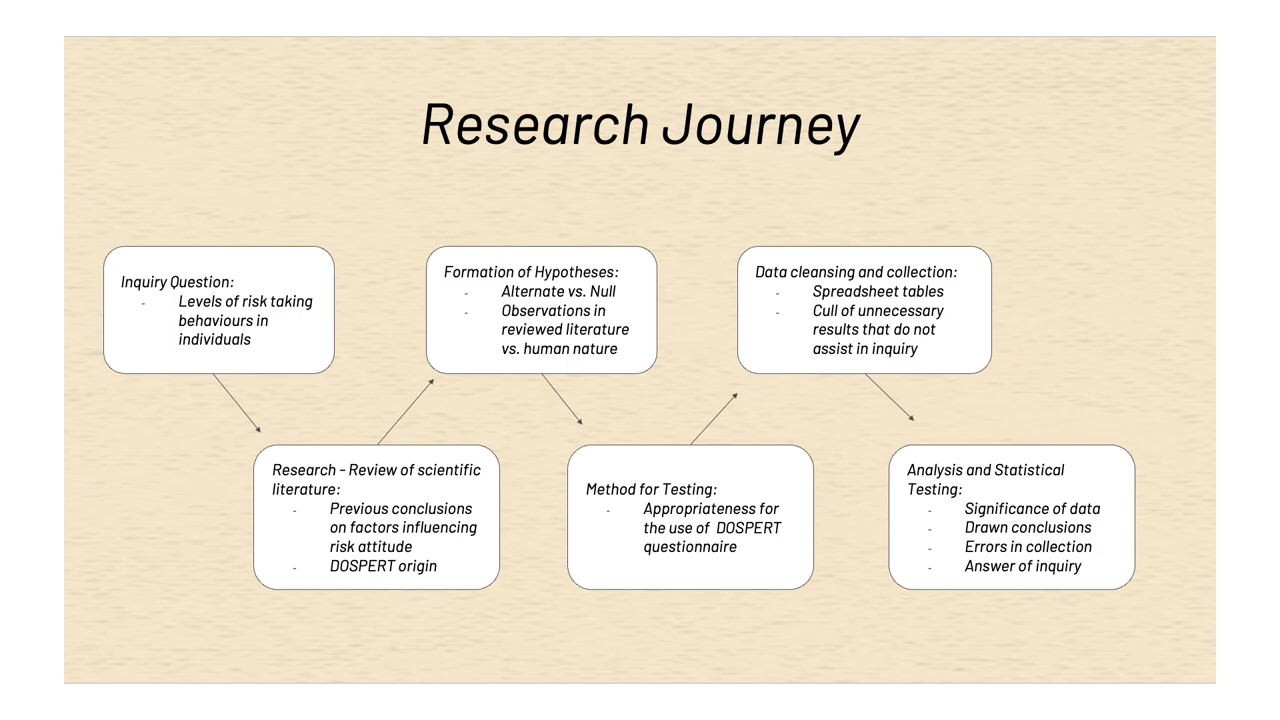 Research Journey
Inquiry Question:
- Levels of risk taking
behaviours in
individuals
Research - Review of scientific
literature:
- Previous conclusions
on factors influencing
risk attitude
- DOSPERT origin
Formation of Hypotheses:
- Alternate vs. Null
- Observations in
reviewed literature
vs. human nature
Method for Testing:
- Appropriateness for
the use of DOSPERT
questionnaire
Data cleansing and collection:
- Spreadsheet tables
- Cull of unnecessary
results that do not
assist in inquiry
Analysis and Statistical
Testing:
- Significance of data
- Drawn conclusions
- Errors in collection
- Answer of inquiry